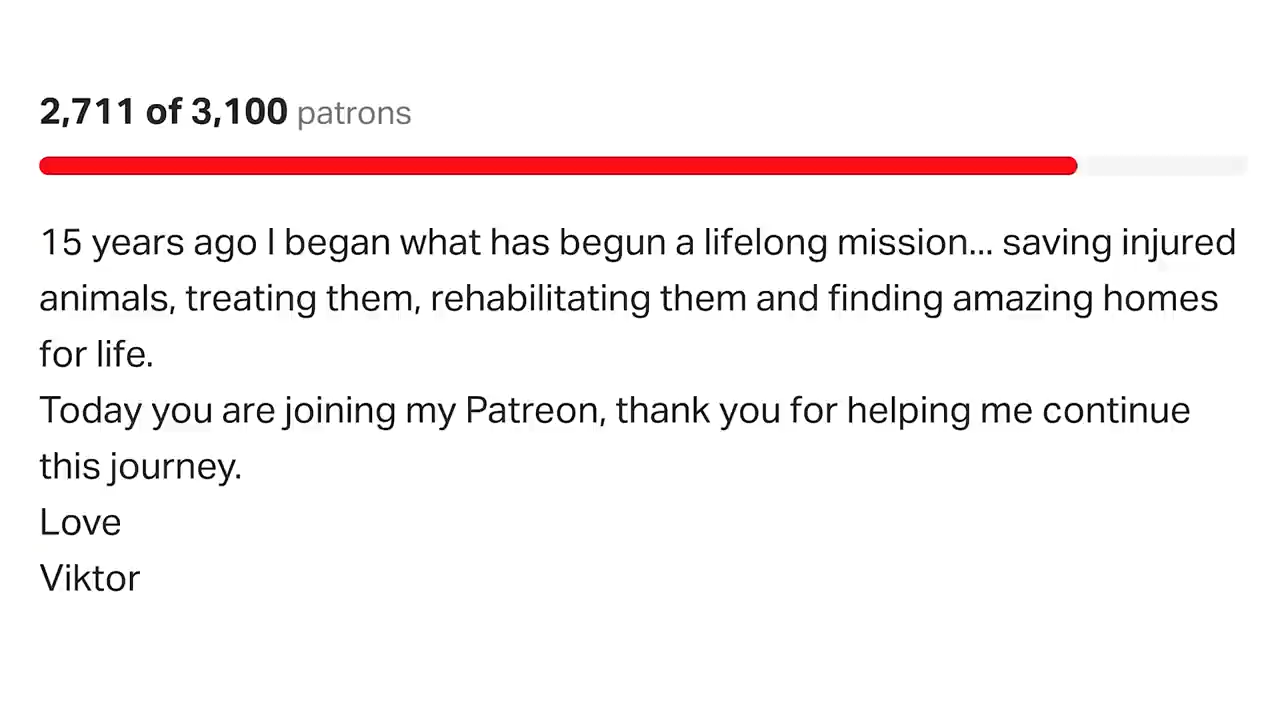 2,711 of 3,100 patrons
15 years ago I began what has begun a lifelong mission... saving injured
animals, treating them, rehabilitating them and finding amazing homes
for life.
Today you are joining my Patreon, thank you for helping me continue
this journey.
Love
Viktor